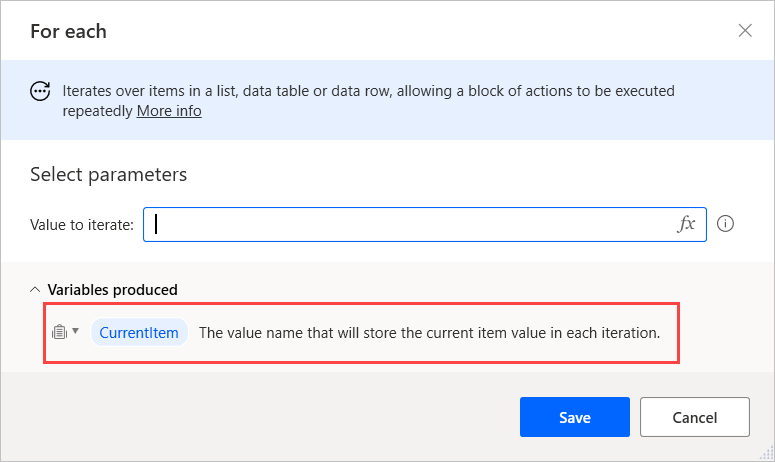 For each
Iterates over items in a list, data table or data row, allowing a block of actions to be executed
repeatedly More info
Select parameters
Value to iterate: fx
Variables produced
CurrentItem The value name that will store the current item value in each iteration.
Save Cancel